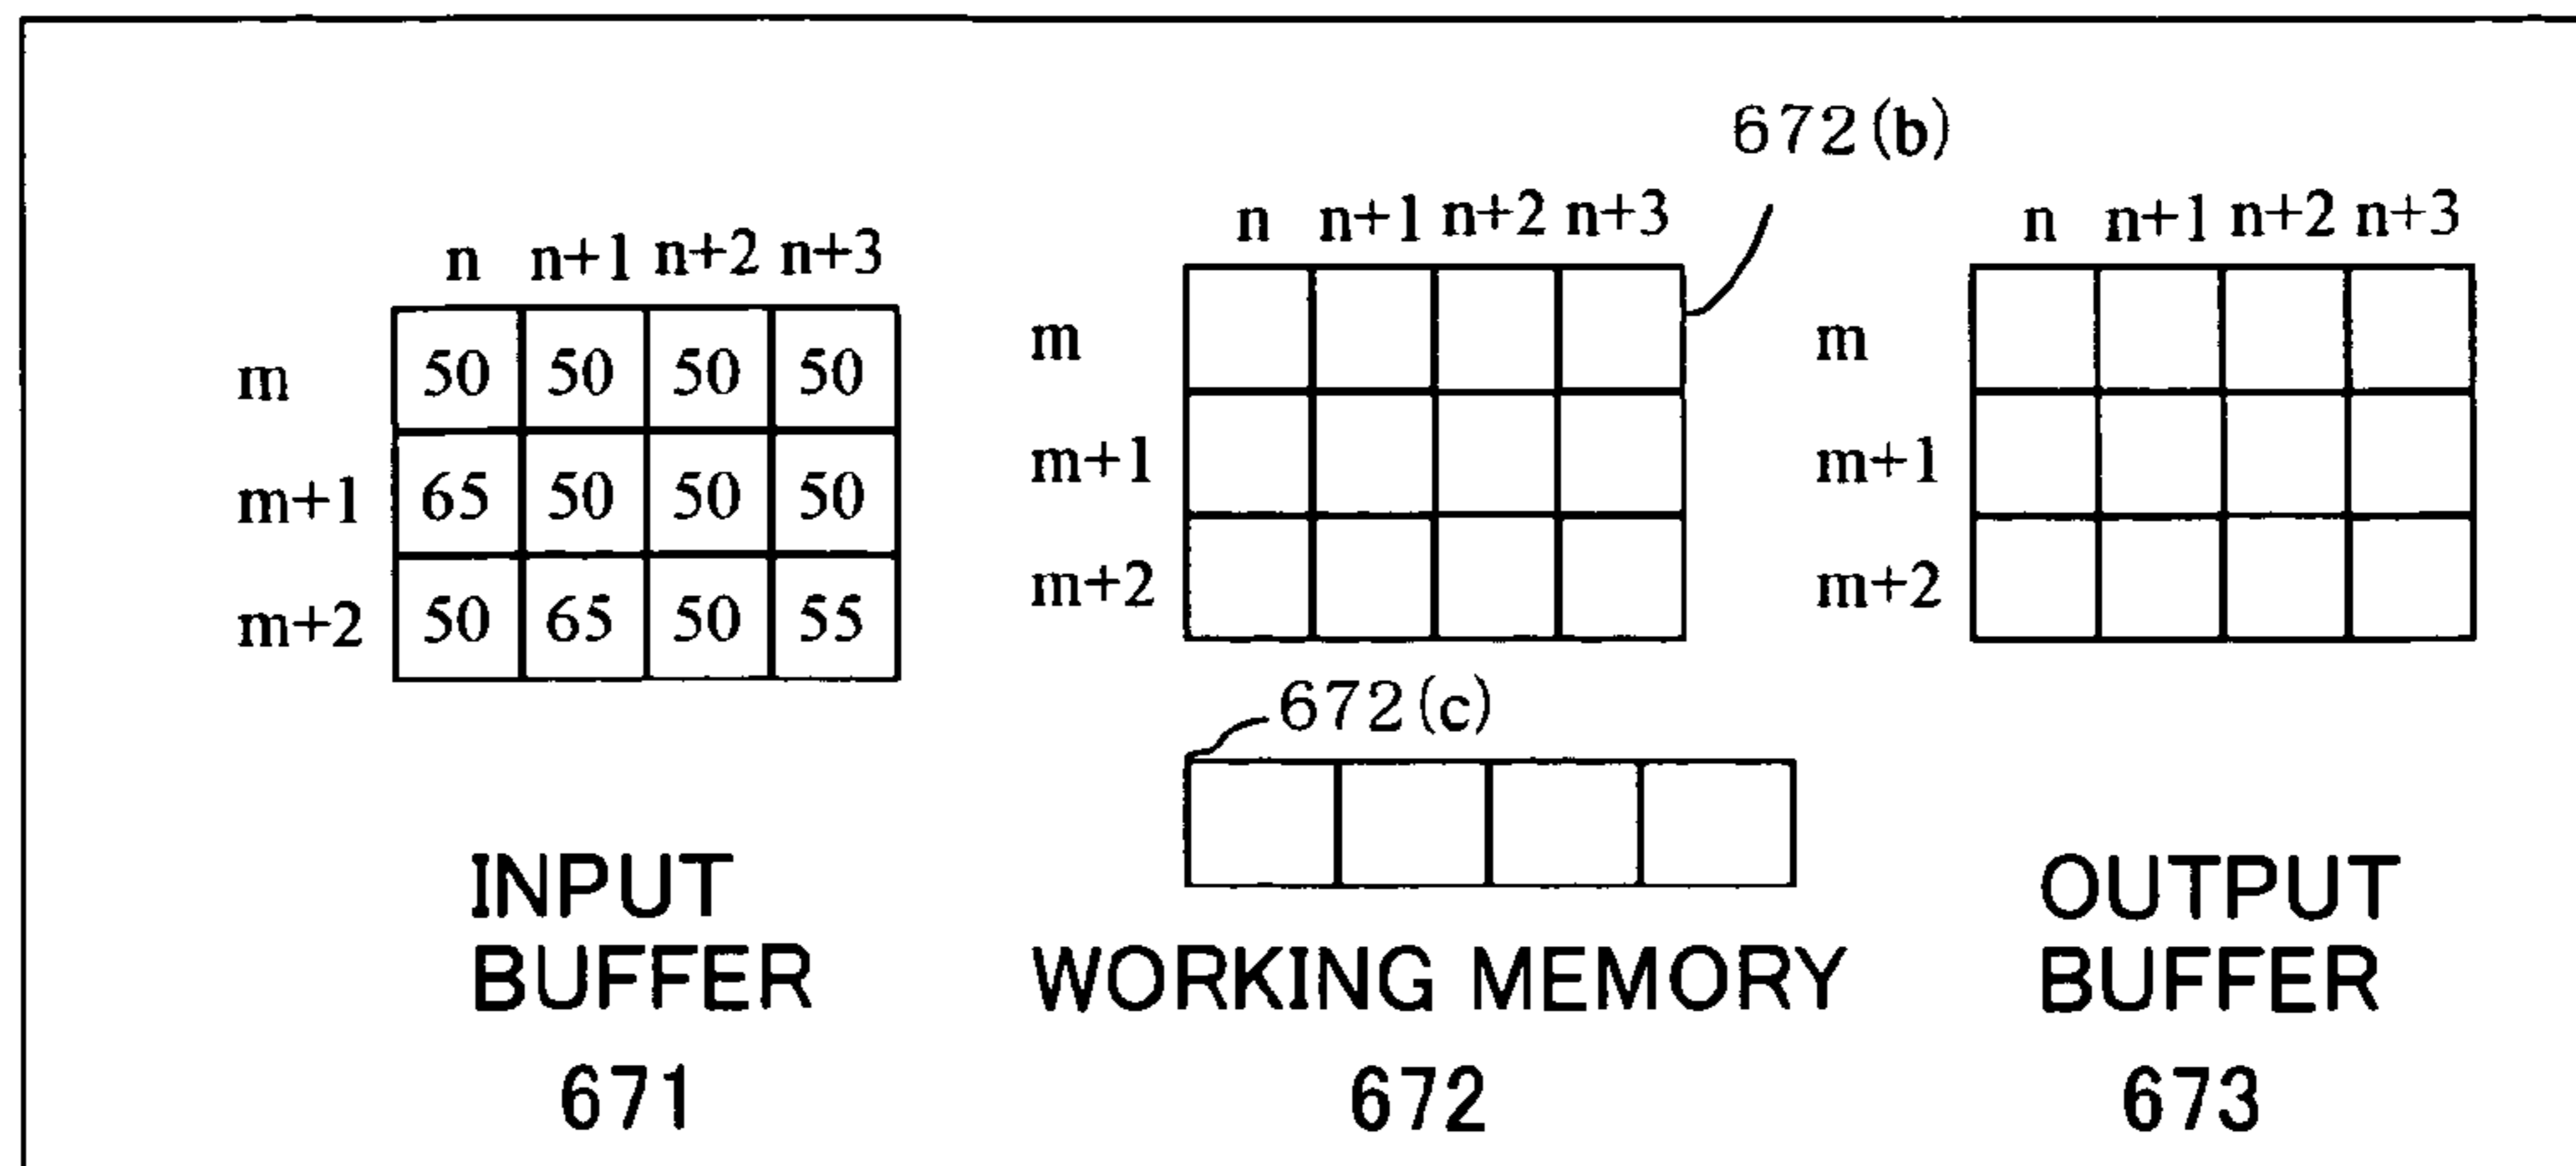 672(b)
n n+1 n+2 n+3
m 50 50 50 50
m+1 65 50 50 50
m+2 50 65 50 55
n n+1 n+2 n+3
m
m+1
m+2
672(c)
n n+1 n+2 n+3
m
m+1
m+2
INPUT
BUFFER
671
WORKING MEMORY
672
OUTPUT
BUFFER
673